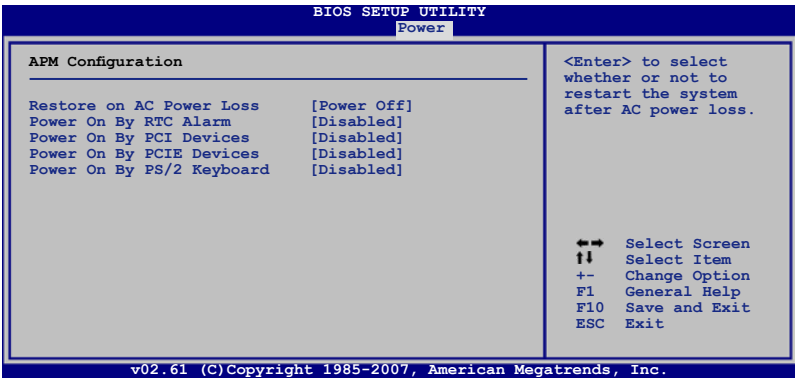 BIOS SETUP UTILITY
Power
APM Configuration
Restore on AC Power Loss [Power Off]
Power On By RTC Alarm [Disabled]
Power On By PCI Devices [Disabled]
Power On By PCIE Devices [Disabled]
Power On By PS/2 Keyboard [Disabled]
<Enter> to select
whether or not to
restart the system
after AC power loss.
←→ Select Screen
↑↓ Select Item
+- Change Option
F1 General Help
F10 Save and Exit
ESC Exit
v02.61 (C)Copyright 1985-2007, American Megatrends, Inc.